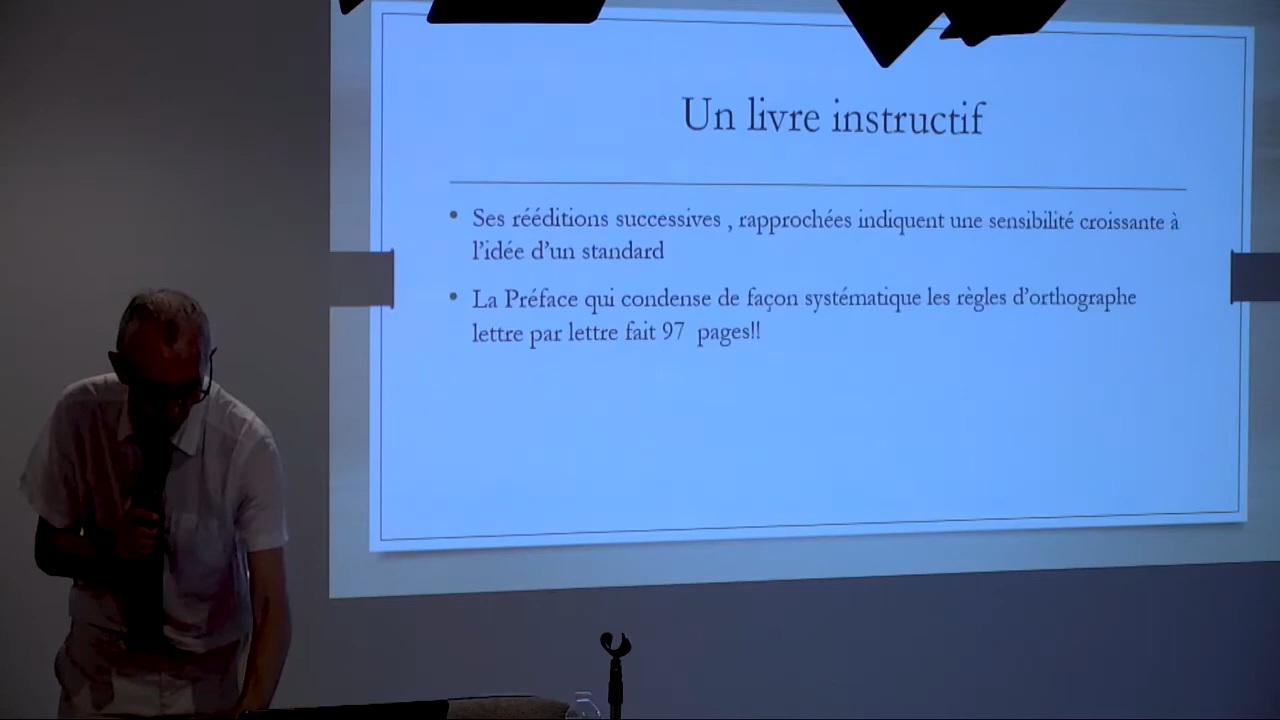 Un livre instructif
• Ses rééditions successives , rapprochées indiquent une sensibilité croissante à
l’idée d’un standard
• La Préface qui condense de façon systématique les règles d’orthographe
lettre par lettre fait 97 pages!!